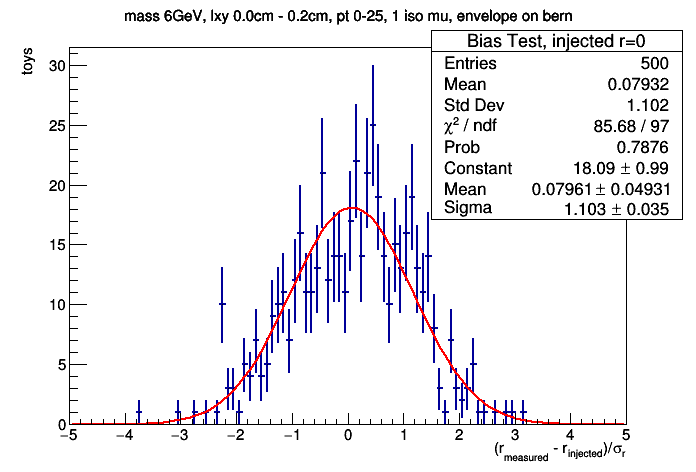 mass 6GeV, lxy 0.0cm - 0.2cm, pt 0-25, 1 iso mu, envelope on bern
Bias Test, injected r=0
Entries 500
Mean 0.07932
Std Dev 1.102
χ² / ndf 85.68 / 97
Prob 0.7876
Constant 18.09 ± 0.99
Mean 0.07961 ± 0.04931
Sigma 1.103 ± 0.035
toys
30
25
20
15
10
5
0
−5 −4 −3 −2 −1 0 1 2 3 4 5
(r_measured - r_injected)/σ_r